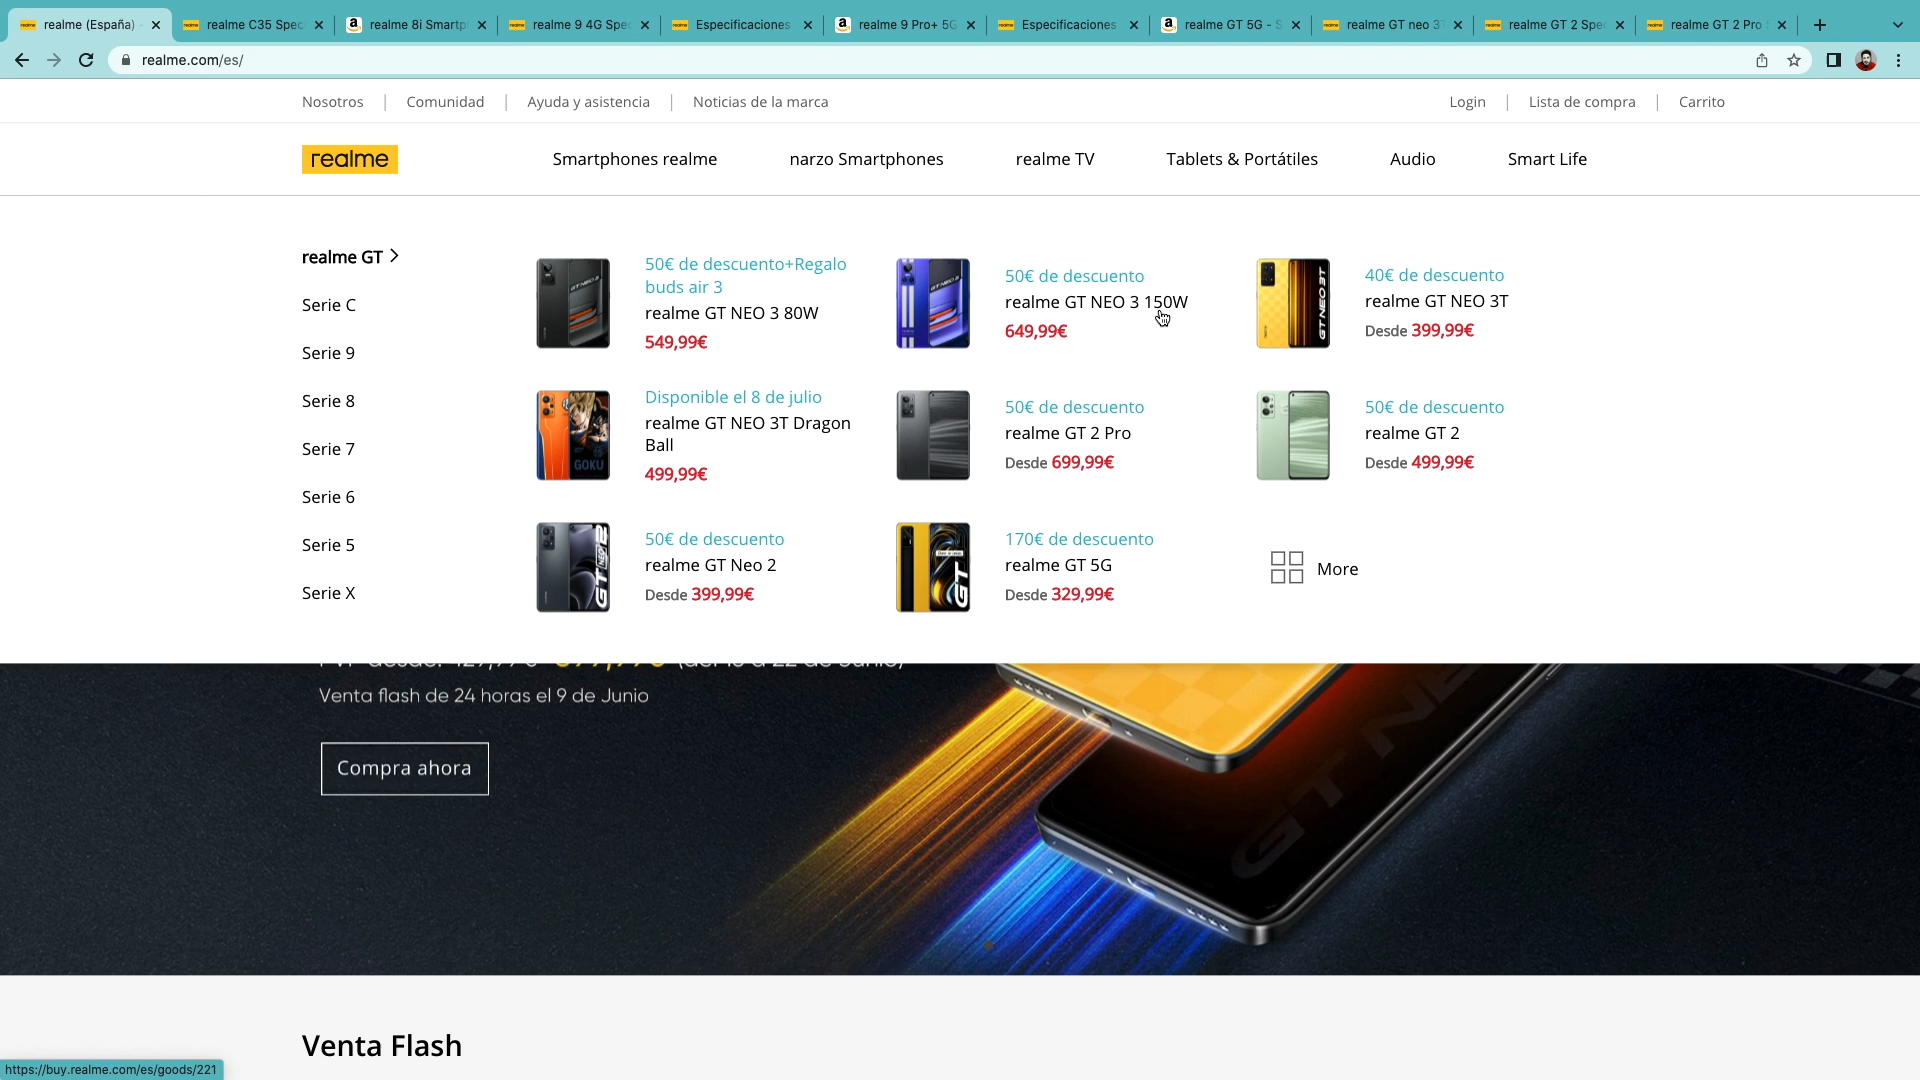 realme (España) -
realme C35 Spec
realme 8i Smartp
realme 9 4G Spec
Especificaciones
realme 9 Pro+ 5G
Especificaciones
realme GT 5G - S
realme GT neo 3T
realme GT 2 Spec
realme GT 2 Pro S
realme.com/es/
Nosotros | Comunidad | Ayuda y asistencia | Noticias de la marca
Login | Lista de compra | Carrito
realme
Smartphones realme
narzo Smartphones
realme TV
Tablets & Portátiles
Audio
Smart Life
realme GT
Serie C
Serie 9
Serie 8
Serie 7
Serie 6
Serie 5
Serie X
50€ de descuento+Regalo
buds air 3
realme GT NEO 3 80W
549,99€
50€ de descuento
realme GT NEO 3 150W
649,99€
GT NEO 3T
40€ de descuento
realme GT NEO 3T
Desde 399,99€
GOKU
Disponible el 8 de julio
realme GT NEO 3T Dragon
Ball
499,99€
50€ de descuento
realme GT 2 Pro
Desde 699,99€
50€ de descuento
realme GT 2
Desde 499,99€
50€ de descuento
realme GT Neo 2
Desde 399,99€
GT
170€ de descuento
realme GT 5G
Desde 329,99€
More
Venta flash de 24 horas el 9 de Junio
Compra ahora
Venta Flash
https://buy.realme.com/es/goods/221